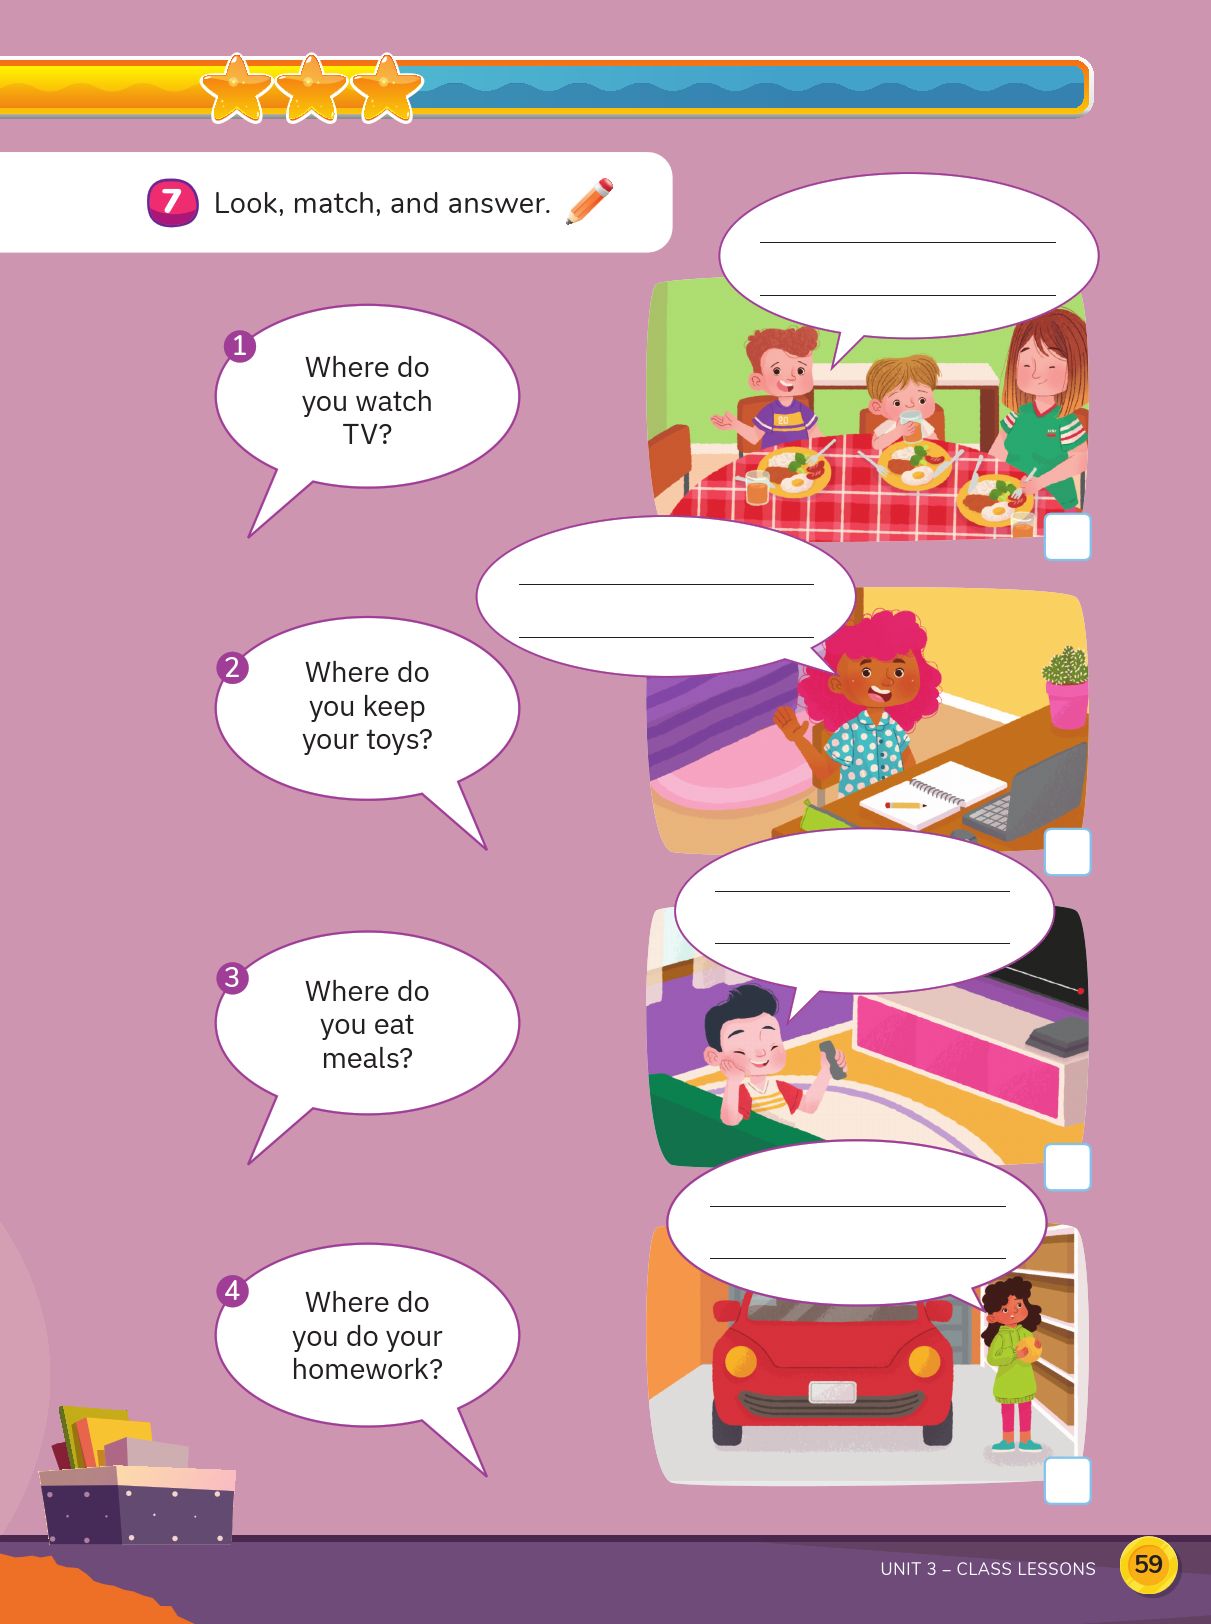 7 Look, match, and answer.
1
Where do
you watch
TV?
20
2
Where do
you keep
your toys?
3
Where do
you eat
meals?
4
Where do
you do your
homework?
UNIT 3 – CLASS LESSONS 59